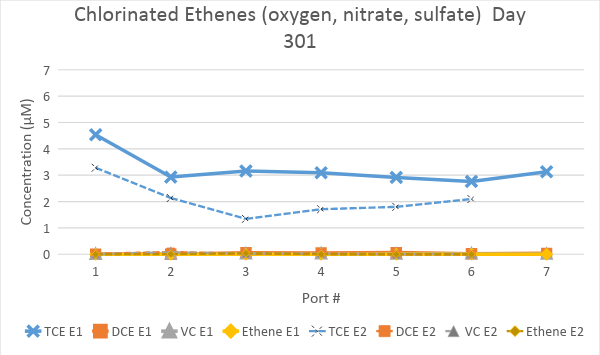 Chlorinated Ethenes (oxygen, nitrate, sulfate)  Day
301
7
6
5
4
3
2
1
0
Concentration (µM)
1 2 3 4 5 6 7
Port #
TCE E1 DCE E1 VC E1 Ethene E1 TCE E2 DCE E2 VC E2 Ethene E2